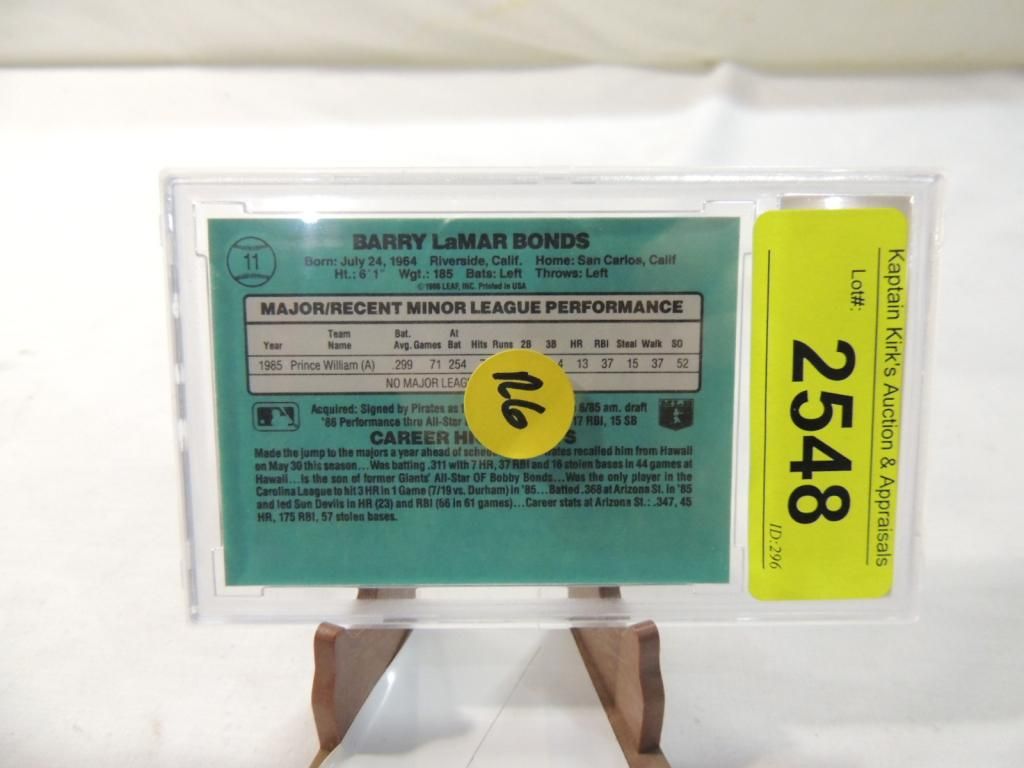 11
BARRY LaMAR BONDS
Born: July 24, 1964 Riverside, Calif. Home: San Carlos, Calif
Ht.: 6'1" Wgt.: 185 Bats: Left Throws: Left
©1986 LEAF, INC. Printed in USA
MAJOR/RECENT MINOR LEAGUE PERFORMANCE
Team Bat. At
Year Name Avg. Games Bat Hits Runs 2B 3B HR RBI Steal Walk SO
1985 Prince William (A) .299 71 254 4 13 37 15 37 52
NO MAJOR LEAG
Acquired: Signed by Pirates as 6/85 am. draft
'86 Performance thru All-Star 17 RBI, 15 SB
CAREER HI S
Made the jump to the majors a year ahead of sched rates recalled him from Hawaii
on May 30 this season...Was batting .311 with 7 HR, 37 RBI and 16 stolen bases in 44 games at
Hawaii...Is the son of former Giants' All-Star OF Bobby Bonds...Was the only player in
Carolina League to hit 3 HR in 1 Game (7/19 vs. Durham) in '85...Batted .368 at Arizona St. in '85
and led Sun Devils in HR (23) and RBI (66 in 61 games)...Career stats at Arizona St.: .347, 45
HR, 175 RBI, 57 stolen bases.
Kaptain Kirk's Auction & Appraisals
Lot#:
2548
ID:296